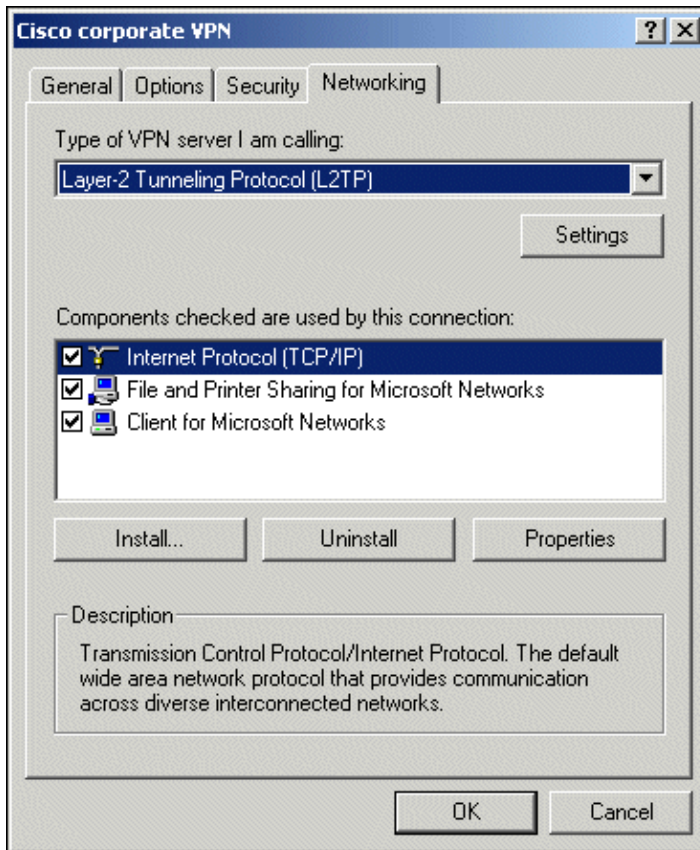 Cisco corporate VPN
General Options Security Networking
Type of VPN server I am calling:
Layer-2 Tunneling Protocol (L2TP)
Settings
Components checked are used by this connection:
Internet Protocol (TCP/IP)
File and Printer Sharing for Microsoft Networks
Client for Microsoft Networks
Install... Uninstall Properties
Description
Transmission Control Protocol/Internet Protocol. The default
wide area network protocol that provides communication
across diverse interconnected networks.
OK Cancel